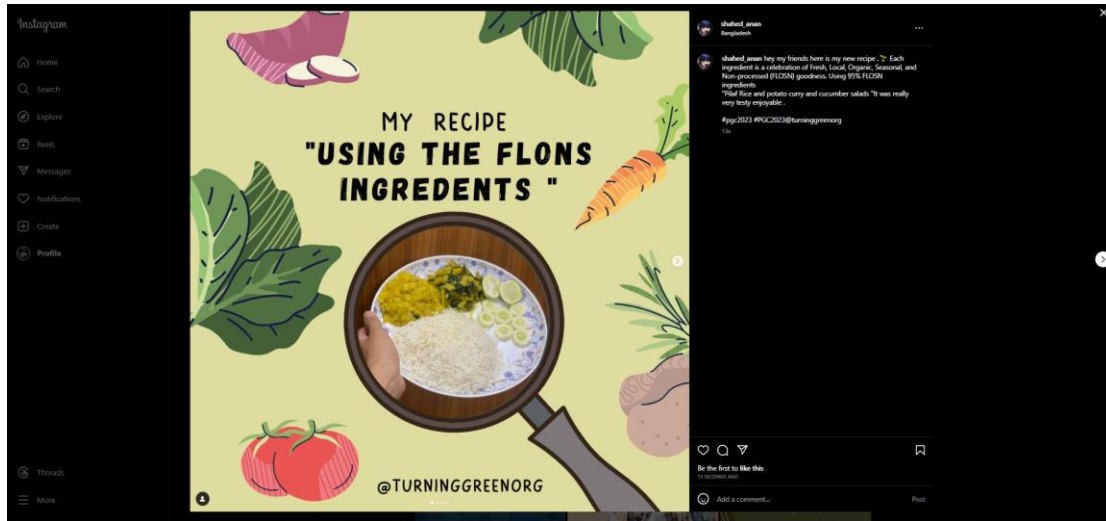 Instagram
Home
Search
Explore
Reels
Messages
Notifications
Create
Profile
Threads
More
MY RECIPE
"USING THE FLONS
INGREDENTS "
@TURNINGGREENORG
shahed_anan
Bangladesh
shahed_anan hey my friends here is my new recipe . Each
ingredient is a celebration of Fresh, Local, Organic, Seasonal, and
Non-processed (FLOSN) goodness. Using 95% FLOSN
ingredients
"Pilaf Rice and potato curry and cucumber salads "It was really
very testy enjoyable .
#pgc2023 #PGC2023@turninggreenorg
13s
Be the first to like this
13 SECONDS AGO
Add a comment...
Post